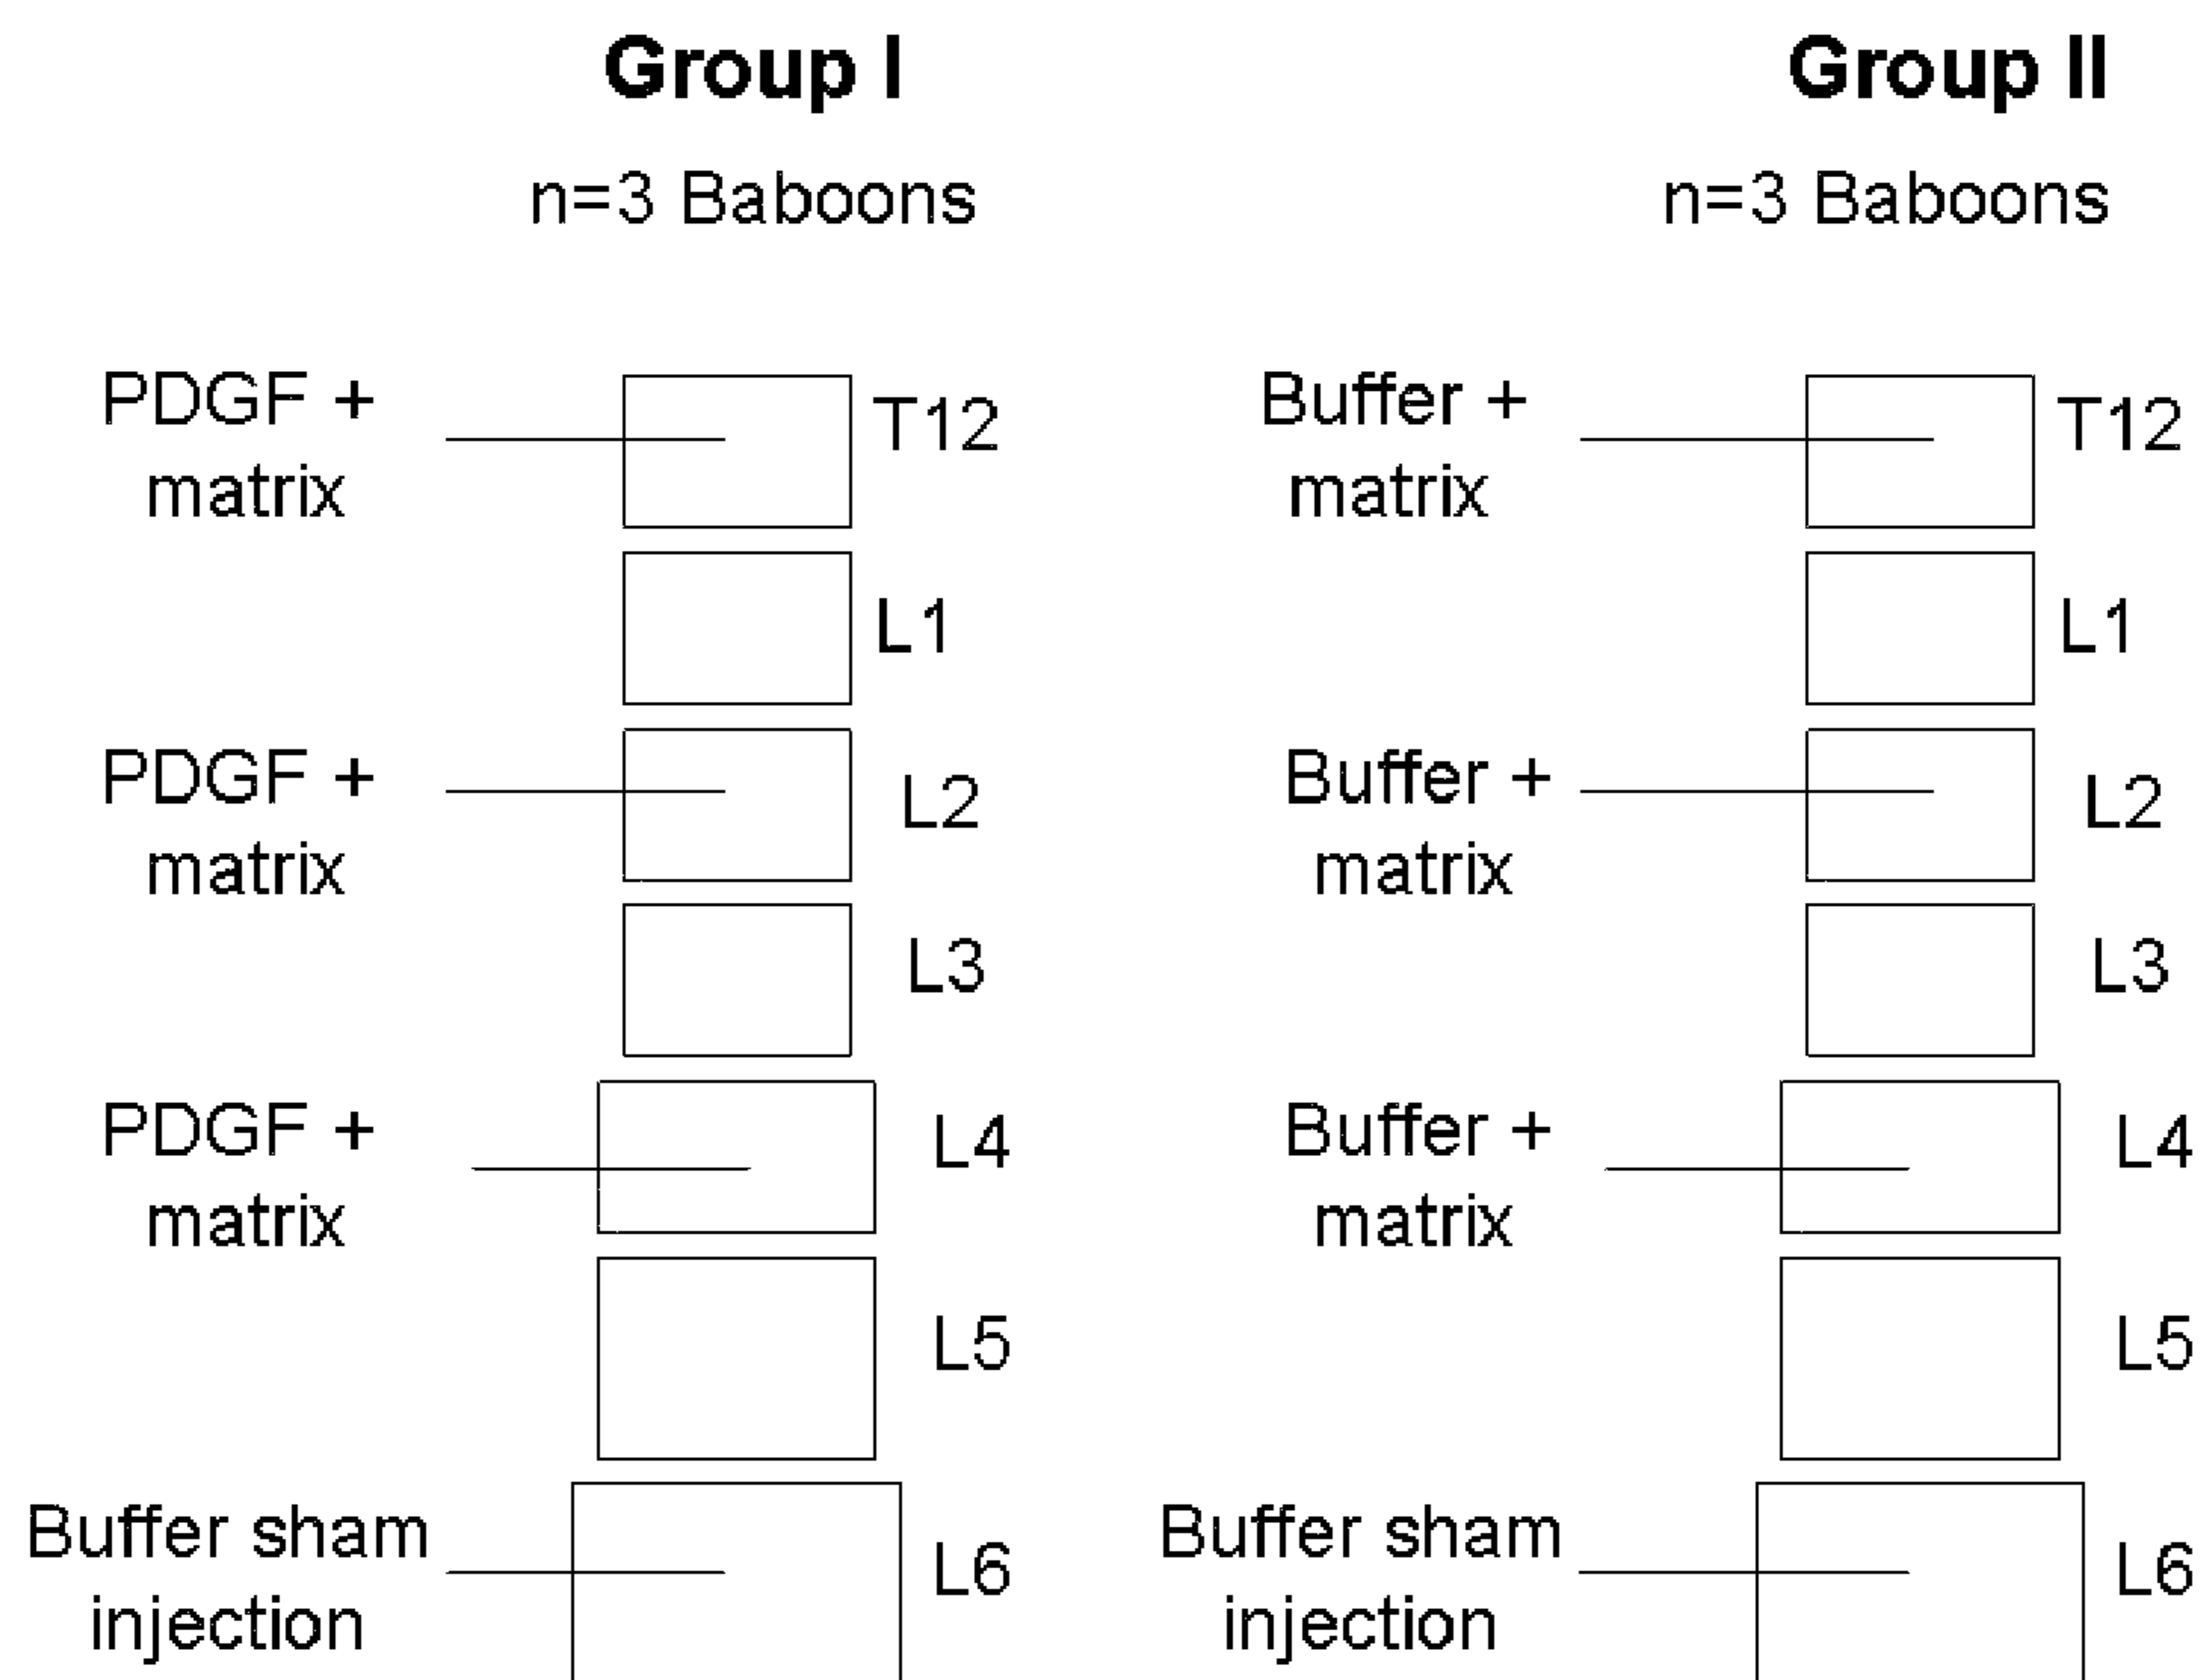 Group I
n=3 Baboons
PDGF +
matrix
T12
L1
PDGF +
matrix
L2
L3
PDGF +
matrix
L4
L5
Buffer sham
injection
L6
Group II
n=3 Baboons
Buffer +
matrix
T12
L1
Buffer +
matrix
L2
L3
Buffer +
matrix
L4
L5
Buffer sham
injection
L6